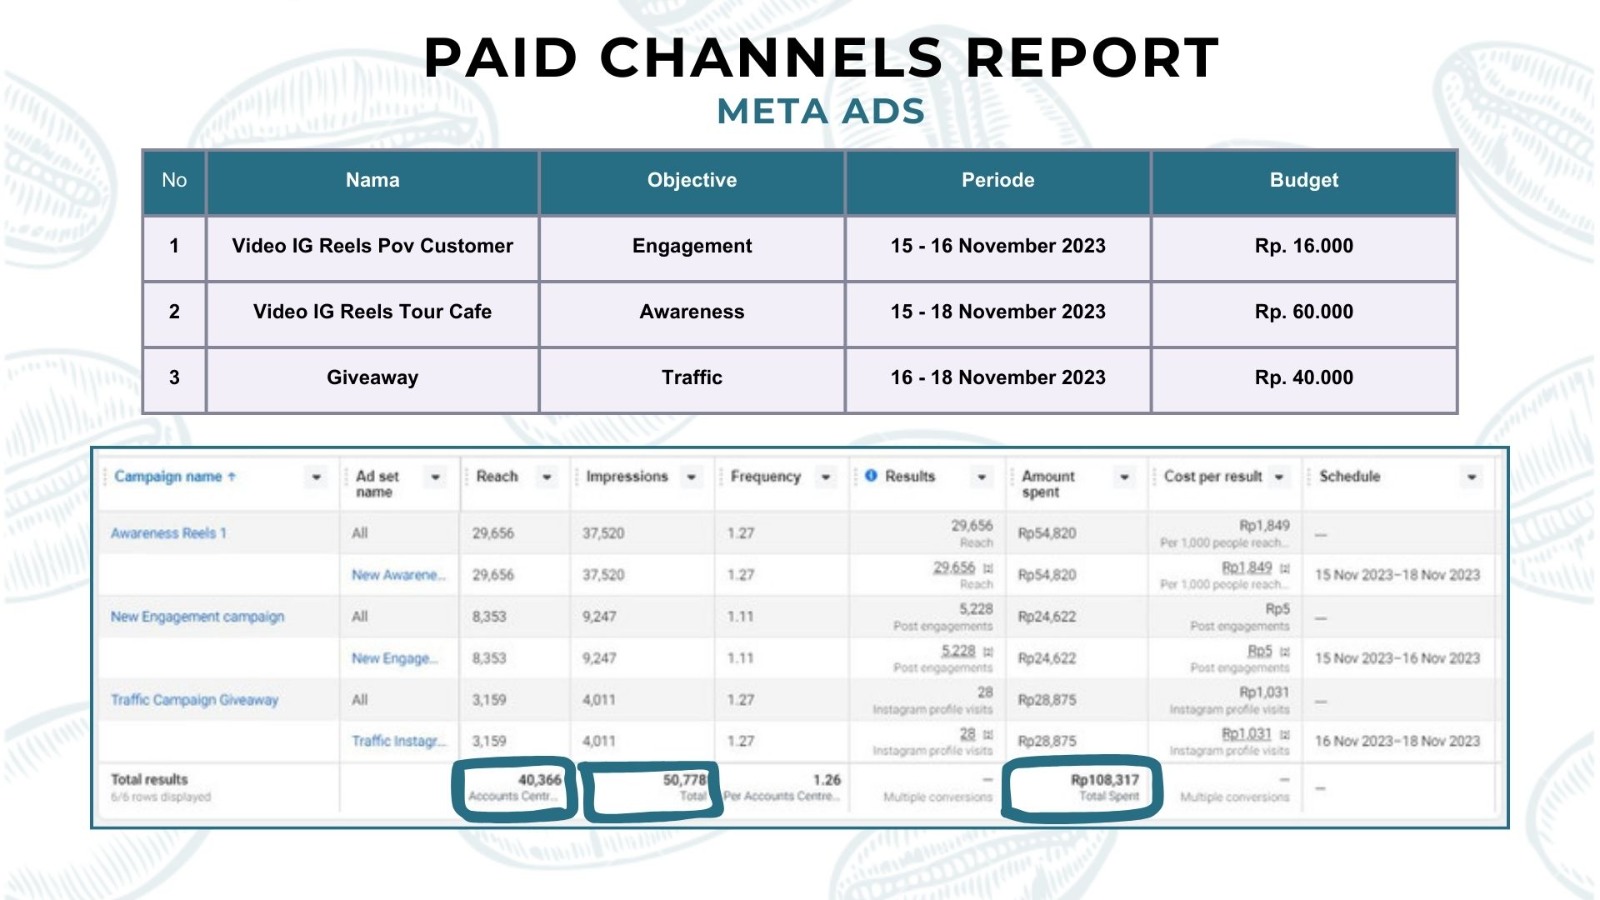 PAID CHANNELS REPORT
META ADS
No Nama Objective Periode Budget
1 Video IG Reels Pov Customer Engagement 15 - 16 November 2023 Rp. 16.000
2 Video IG Reels Tour Cafe Awareness 15 - 18 November 2023 Rp. 60.000
3 Giveaway Traffic 16 - 18 November 2023 Rp. 40.000
Campaign name ↑ Ad set name Reach Impressions Frequency Results Amount spent Cost per result Schedule
Awareness Reels 1 All 29,656 37,520 1.27 29,656 Rp54,820 Rp1,849 —
Reach Per 1,000 people reach...
New Awarene... 29,656 37,520 1.27 29,656 [2] Rp54,820 Rp1,849 [2] 15 Nov 2023–18 Nov 2023
Reach Per 1,000 people reach...
New Engagement campaign All 8,353 9,247 1.11 5,228 Rp24,622 Rp5 —
Post engagements Post engagements
New Engage... 8,353 9,247 1.11 5,228 [2] Rp24,622 Rp5 [2] 15 Nov 2023–16 Nov 2023
Post engagements Post engagements
Traffic Campaign Giveaway All 3,159 4,011 1.27 28 Rp28,875 Rp1,031 —
Instagram profile visits Instagram profile visits
Traffic Instagr... 3,159 4,011 1.27 28 [2] Rp28,875 Rp1,031 [2] 16 Nov 2023–18 Nov 2023
Instagram profile visits Instagram profile visits
Total results 40,366 50,778 1.26 — Rp108,317 — —
6/6 rows displayed Accounts Centr... Total Per Accounts Centre... Multiple conversions Total Spent Multiple conversions